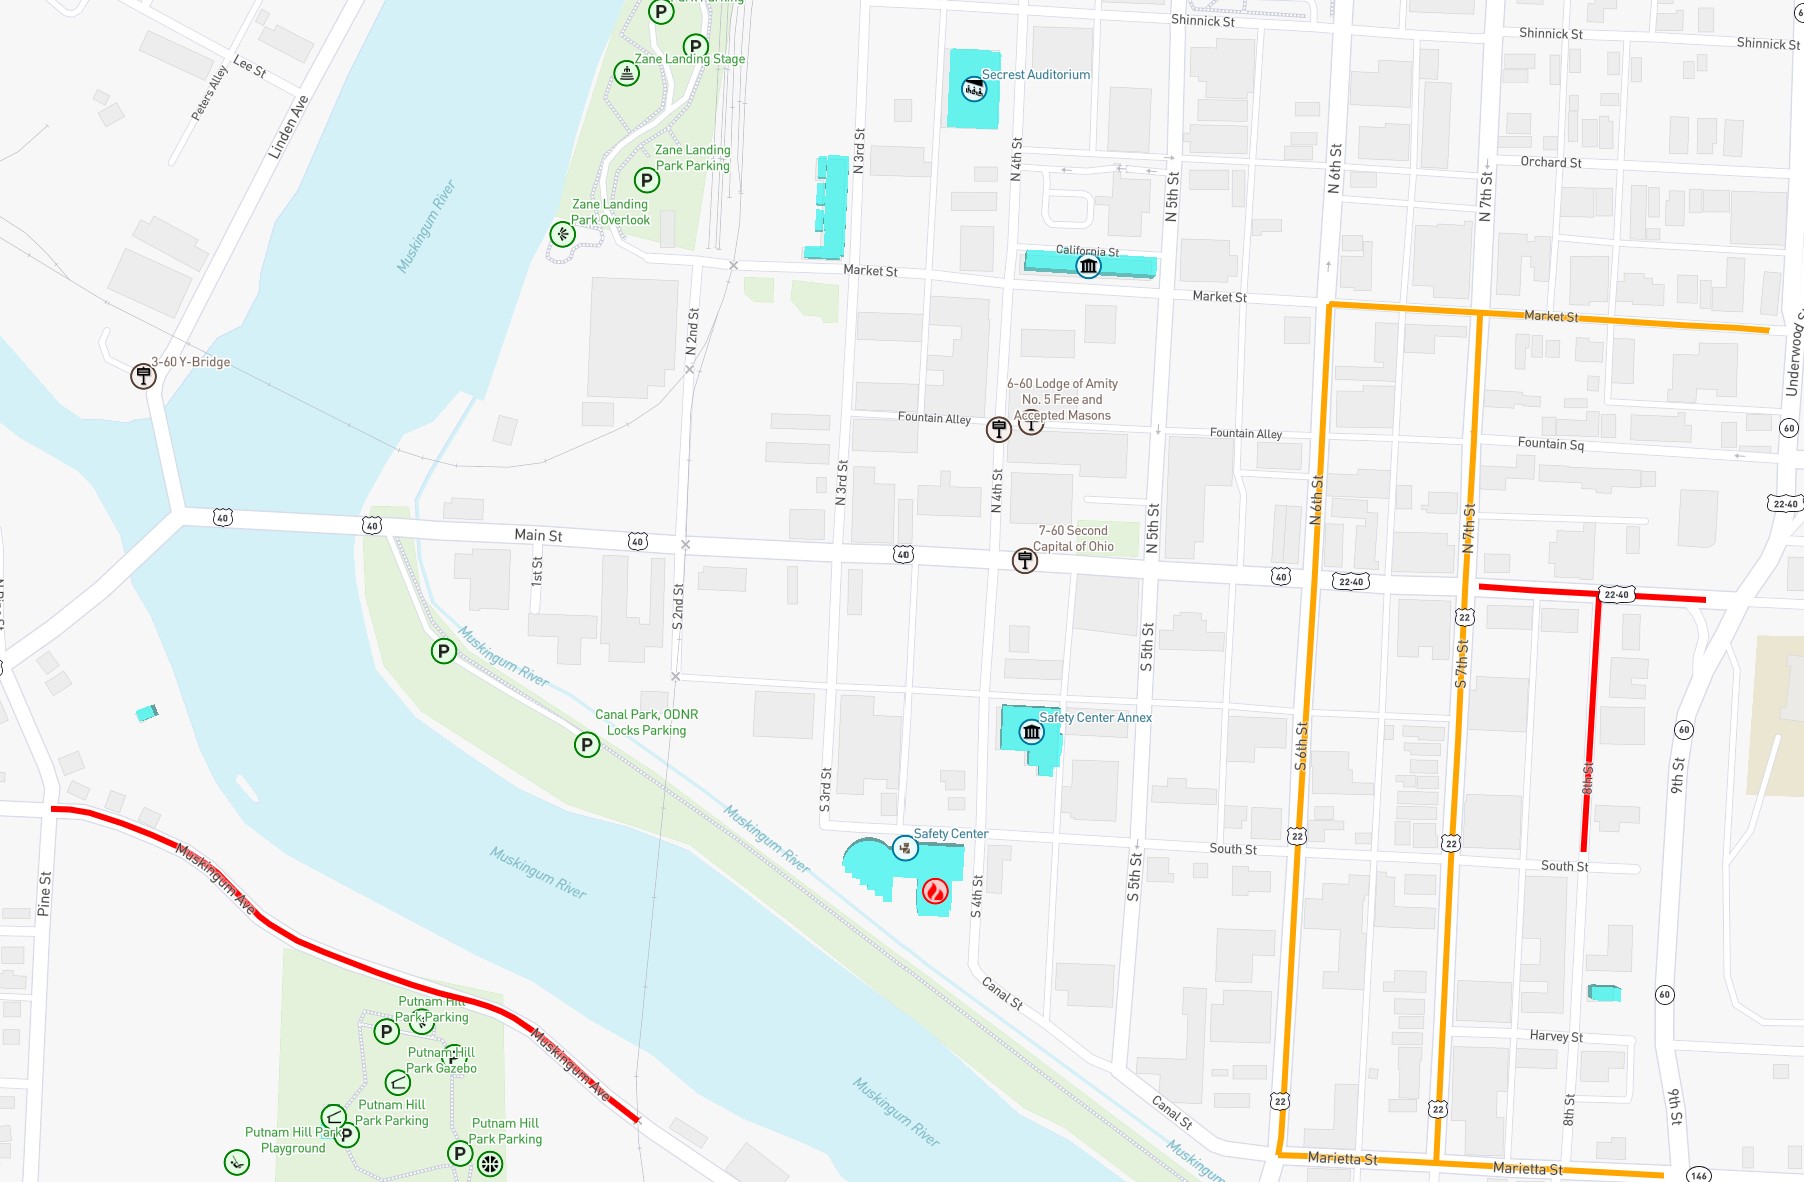 Park Parking
Shinnick St
Shinnick St
Shinnick St
Lee St
Peters Alley
Linden Ave
Zane Landing Stage
Secrest Auditorium
Zane Landing
Park Parking
Zane Landing
Park Overlook
Muskingum River
N 3rd St
N 4th St
N 5th St
N 6th St
N 7th St
Orchard St
California St
Market St
Market St
Market St
Underwood St
N 2nd St
3-60 Y-Bridge
6-60 Lodge of Amity
No. 5 Free and
Accepted Masons
Fountain Alley
Fountain Alley
Fountain Sq
60
N 3rd St
N 4th St
N 5th St
N 6th St
N 7th St
22-40
40
40
Main St
40
40
7-60 Second
Capital of Ohio
40
22-40
22-40
1st St
S 2nd St
22
Muskingum River
S 5th St
S 7th St
Canal Park, ODNR
Locks Parking
Safety Center Annex
S 6th St
60
S 3rd St
8th St
9th St
Muskingum River
Safety Center
22
22
South St
South St
Muskingum Ave
Muskingum River
Pine St
S 4th St
S 5th St
Canal St
60
Putnam Hill
Park Parking
Putnam Hill
Park Gazebo
Muskingum Ave
Harvey St
Putnam Hill
Park Parking
Putnam Hill Park
Playground
Putnam Hill
Park Parking
Muskingum River
Canal St
22
22
8th St
9th St
Muskingum
Marietta St
Marietta St
146
P
P
P
P
P
P
P
P